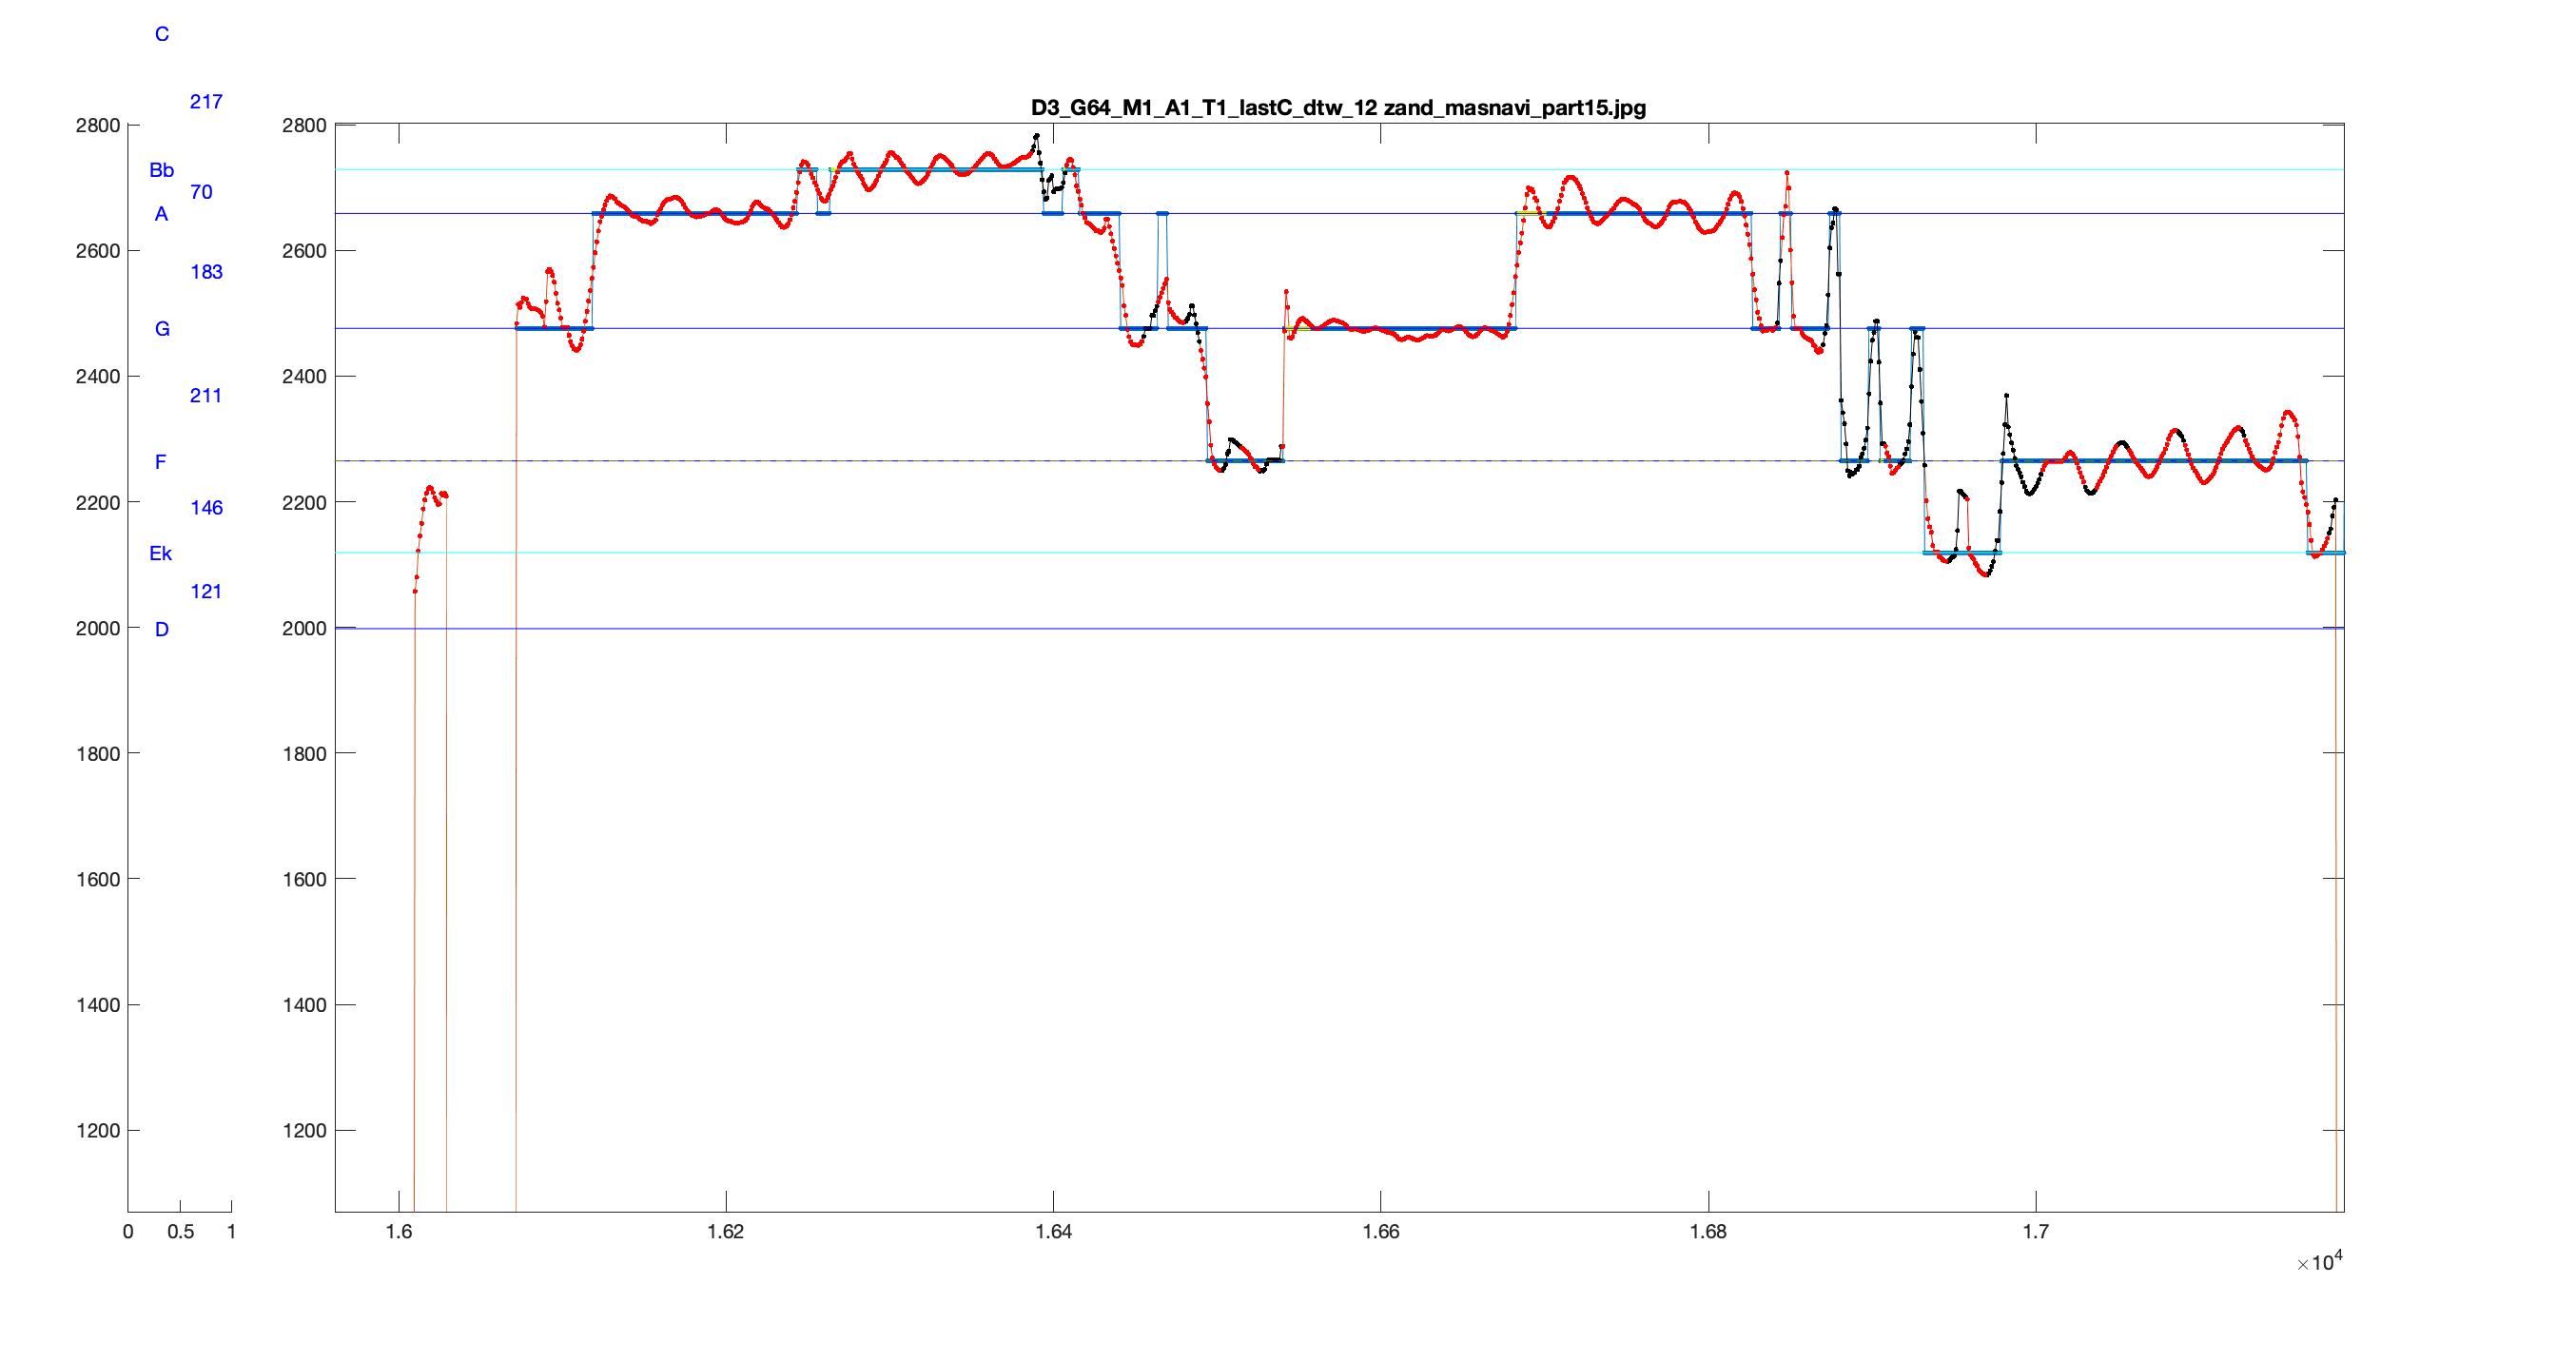 C
217
D3_G64_M1_A1_T1_lastC_dtw_12 zand_masnavi_part15.jpg
2800 2800
Bb
70
A
2600 2600
183
G
2400 2400
211
F
2200 2200
146
Ek
121
2000 D 2000
1800 1800
1600 1600
1400 1400
1200 1200
0 0.5 1 1.6 1.62 1.64 1.66 1.68 1.7
×10⁴